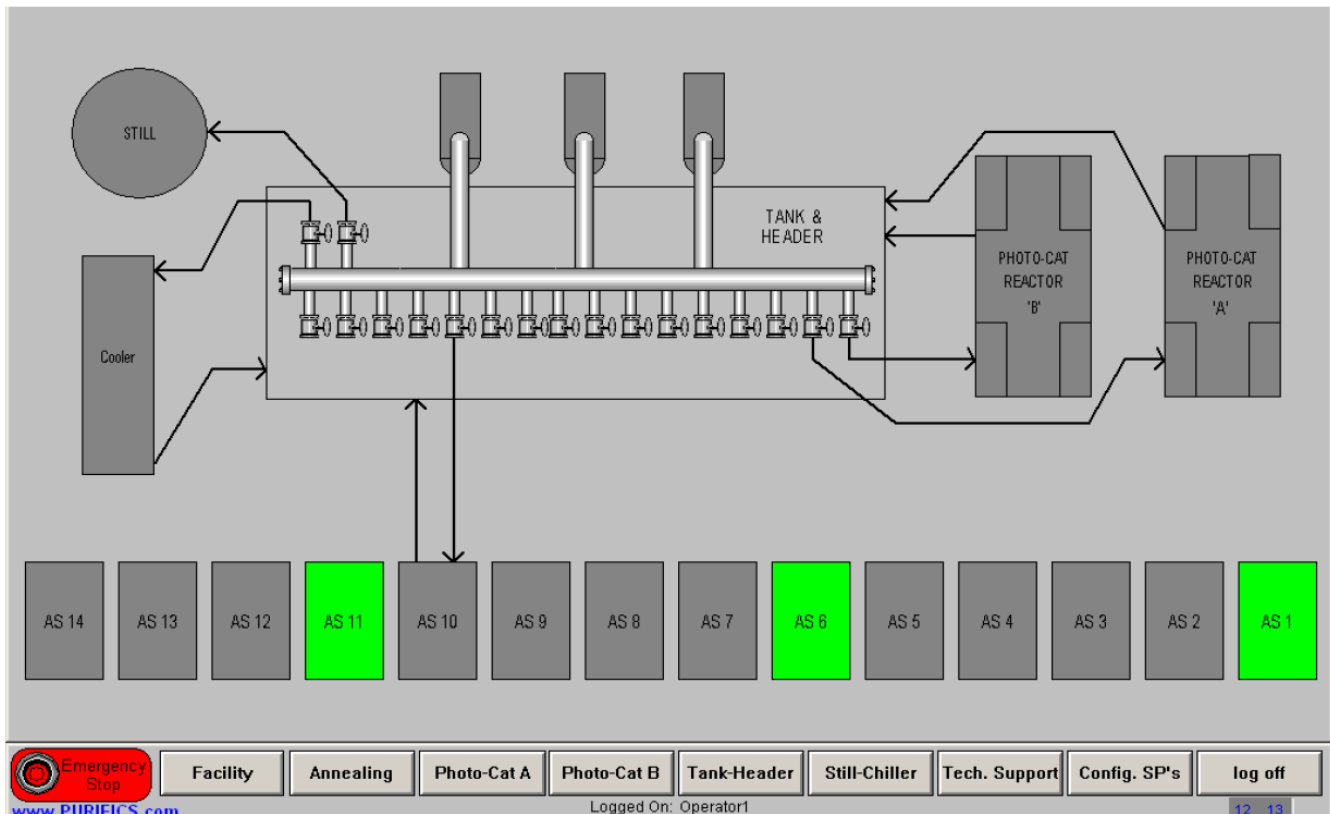 STILL
TANK &
HEADER
PHOTO-CAT
REACTOR
'B'
PHOTO-CAT
REACTOR
'A'
Cooler
AS 14
AS 13
AS 12
AS 11
AS 10
AS 9
AS 8
AS 7
AS 6
AS 5
AS 4
AS 3
AS 2
AS 1
Emergency
Stop
Facility
Annealing
Photo-Cat A
Photo-Cat B
Tank-Header
Still-Chiller
Tech. Support
Config. SP's
log off
www.PURIFICS.com
Logged On: Operator1
12 13